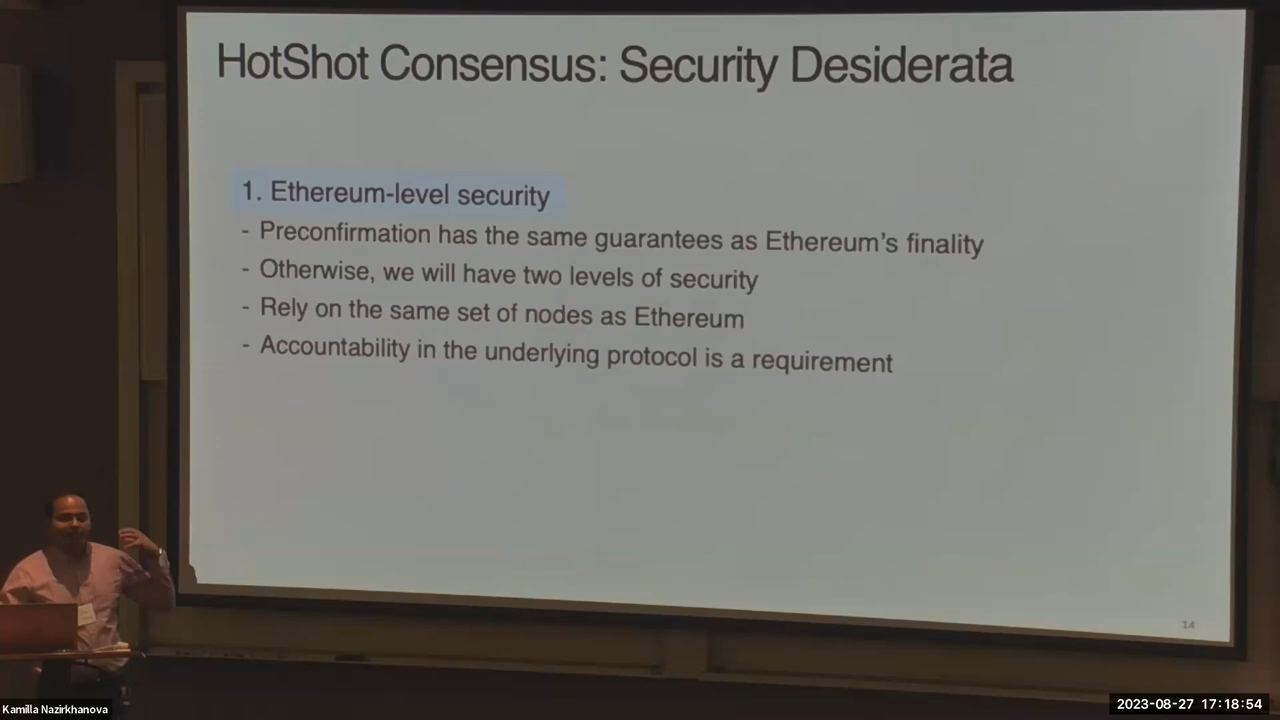 HotShot Consensus: Security Desiderata
1. Ethereum-level security
- Preconfirmation has the same guarantees as Ethereum's finality
- Otherwise, we will have two levels of security
- Rely on the same set of nodes as Ethereum
- Accountability in the underlying protocol is a requirement
14
Kamilla Nazirkhanova
2023-08-27 17:18:54